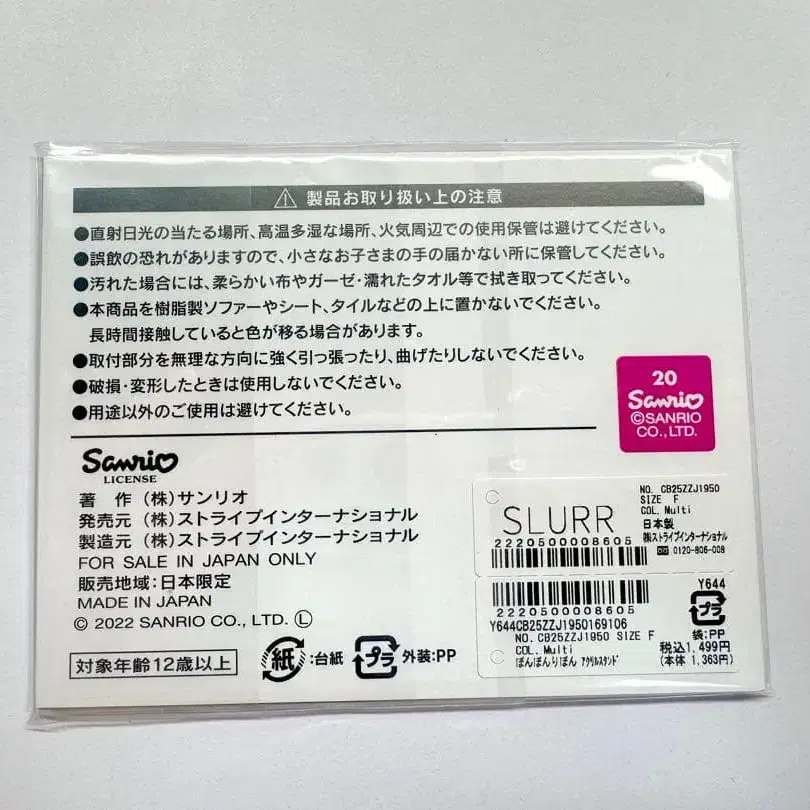 ⚠ 製品お取り扱い上の注意
●直射日光の当たる場所、高温多湿な場所、火気周辺での使用保管は避けてください。
●誤飲の恐れがありますので、小さなお子さまの手の届かない所に保管してください。
●汚れた場合には、柔らかい布やガーゼ・濡れたタオル等で拭き取ってください。
●本商品を樹脂製ソファーやシート、タイルなどの上に置かないでください。
長時間接触していると色が移る場合があります。
●取付部分を無理な方向に強く引っ張ったり、曲げたりしないでください。
●破損・変形したときは使用しないでください。
●用途以外のご使用は避けてください。
20
Sanrio
©SANRIO
CO.,LTD.
Sanrio
LICENSE
著 作 (株)サンリオ
発売元 (株)ストライプインターナショナル
製造元 (株)ストライプインターナショナル
FOR SALE IN JAPAN ONLY
販売地域:日本限定
MADE IN JAPAN
© 2022 SANRIO CO., LTD. Ⓛ
対象年齢12歳以上
紙:台紙
プラ 外装:PP
SLURR
NO. CB25ZZJ1950
SIZE F
COL. Multi
日本製
㈱ストライプインターナショナル
0120-806-008
2220500008605
2220500008605
Y644CB25ZZJ1950169106
NO. CB25ZZJ1950 SIZE F
COL. Multi
ぽんぽんりぼん アクリルスタンド
Y644
プラ
袋:PP
税込1,499円
(本体 1,363円)